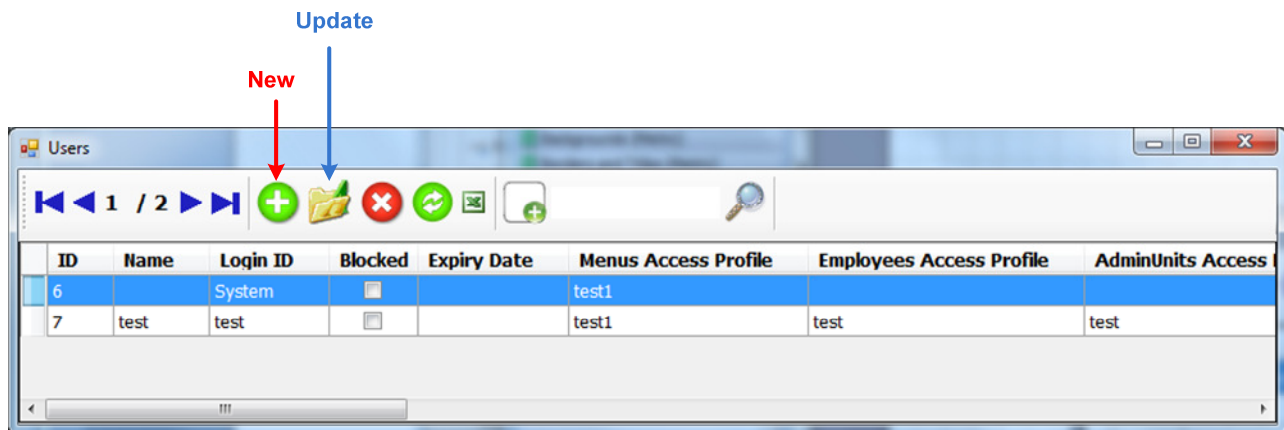 Update
New
Users
1 / 2
ID Name Login ID Blocked Expiry Date Menus Access Profile Employees Access Profile AdminUnits Access
6 System test1
7 test test test1 test test